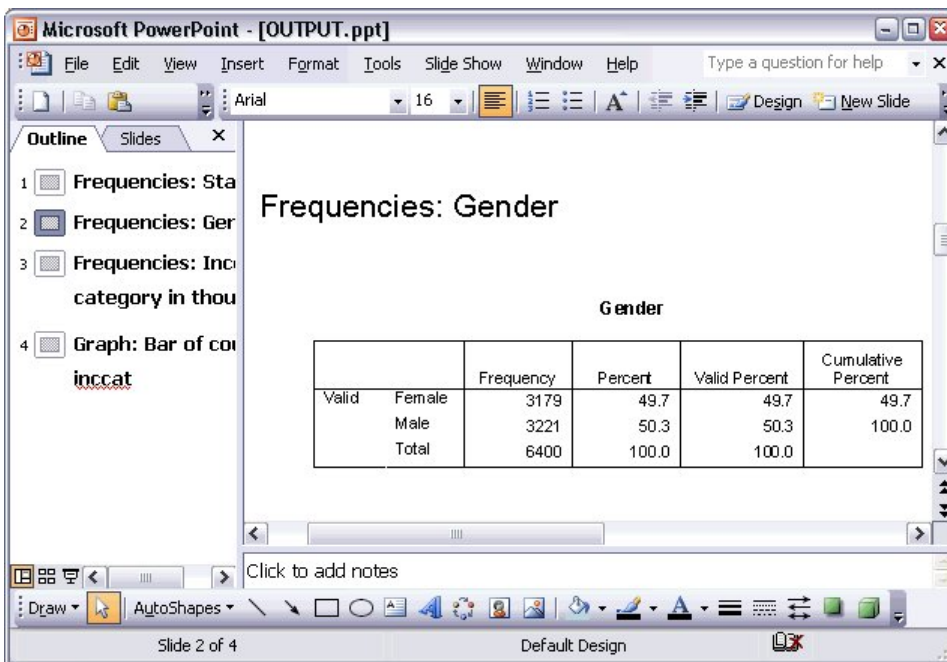 Microsoft PowerPoint - [OUTPUT.ppt]
File Edit View Insert Format Tools Slide Show Window Help Type a question for help
Arial 16 Design New Slide
Outline Slides
1 Frequencies: Sta
2 Frequencies: Ger
3 Frequencies: Inc
category in thou
4 Graph: Bar of cou
inccat
Frequencies: Gender
Gender
Frequency Percent Valid Percent Cumulative Percent
Valid Female 3179 49.7 49.7 49.7
Male 3221 50.3 50.3 100.0
Total 6400 100.0 100.0
Click to add notes
Draw AutoShapes
Slide 2 of 4 Default Design